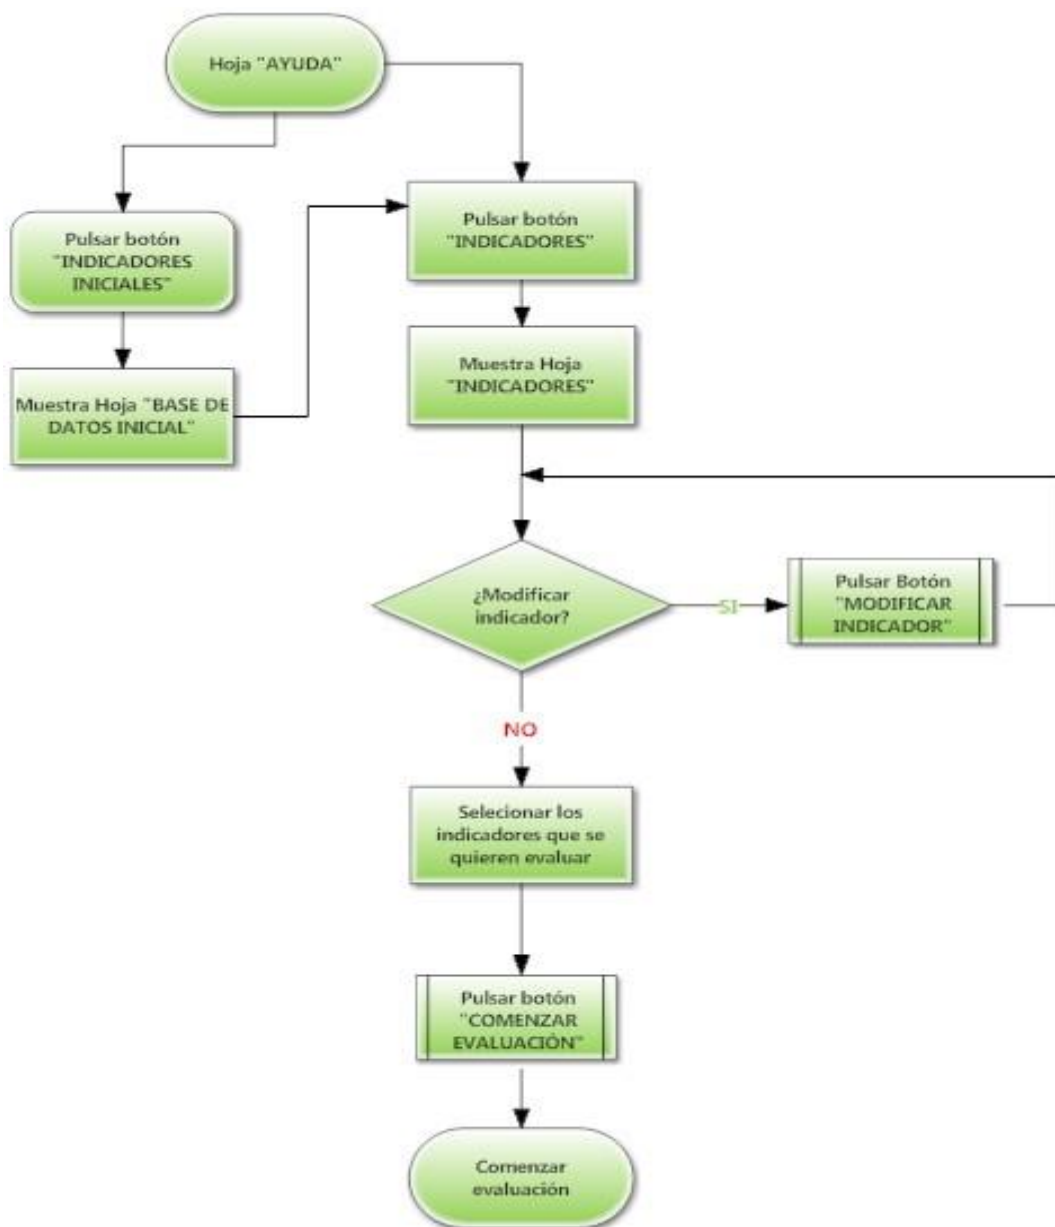 Hoja "AYUDA"
Pulsar botón
"INDICADORES
INICIALES"
Muestra Hoja "BASE DE
DATOS INICIAL"
Pulsar botón
"INDICADORES"
Muestra Hoja
"INDICADORES"
¿Modificar
indicador?
SI
Pulsar Botón
"MODIFICAR
INDICADOR"
NO
Selecionar los
indicadores que se
quieren evaluar
Pulsar botón
"COMENZAR
EVALUACIÓN"
Comenzar
evaluación